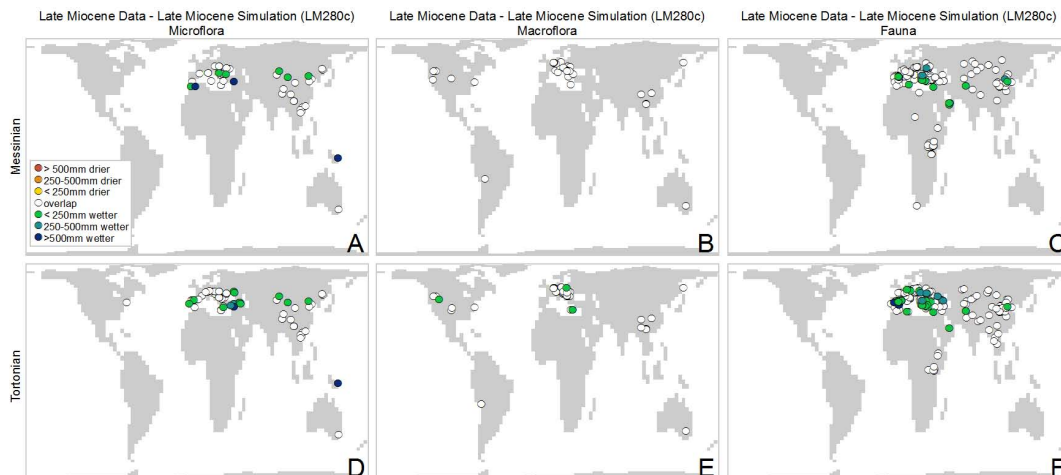 Late Miocene Data - Late Miocene Simulation (LM280c)
Microflora
Late Miocene Data - Late Miocene Simulation (LM280c)
Macroflora
Late Miocene Data - Late Miocene Simulation (LM280c)
Fauna
Messinian
> 500mm drier
250-500mm drier
< 250mm drier
overlap
< 250mm wetter
250-500mm wetter
>500mm wetter
A
B
C
Tortonian
D
E
F